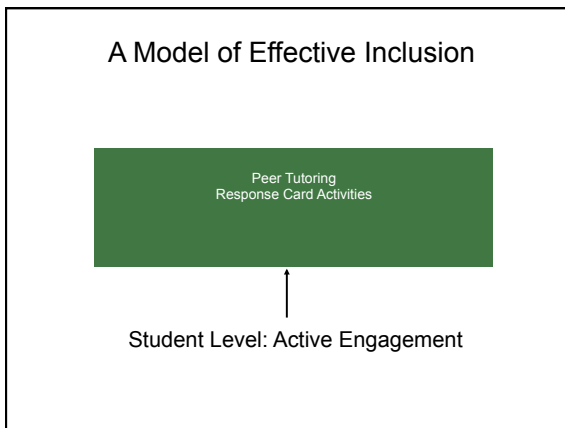 A Model of Effective Inclusion
Peer Tutoring
Response Card Activities
Student Level: Active Engagement